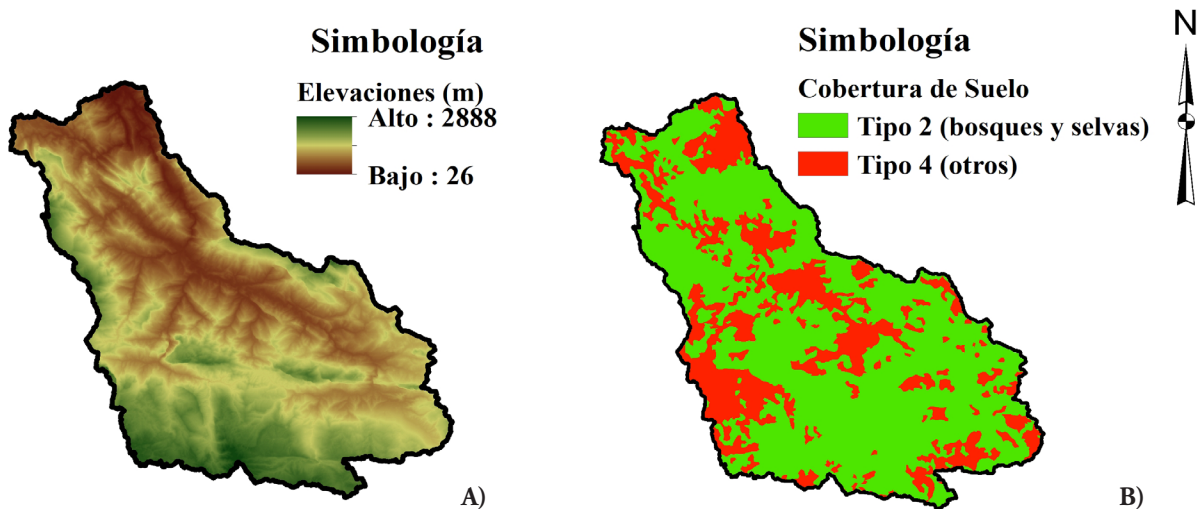 Simbología
Elevaciones (m)
Alto : 2888
Bajo : 26
A)
Simbología
Cobertura de Suelo
Tipo 2 (bosques y selvas)
Tipo 4 (otros)
B)
N